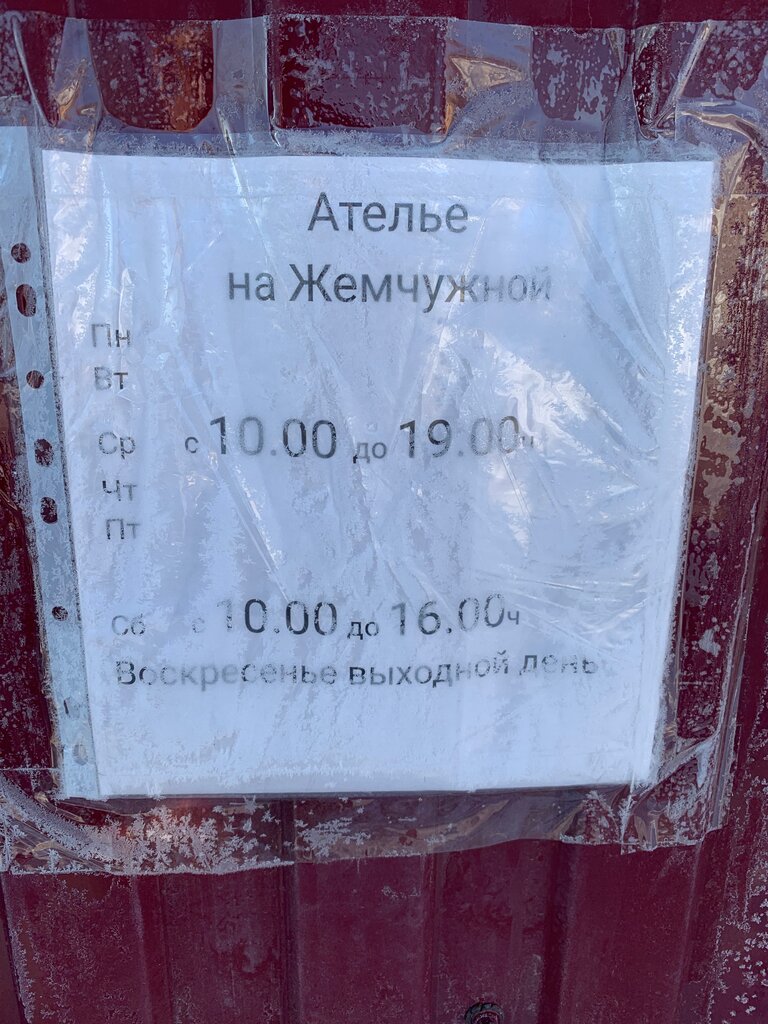 Ателье
на Жемчужной
Пн
Вт
Ср с 10.00 до 19.00ч
Чт
Пт
Сб с 10.00 до 16.00ч
Воскресенье выходной день